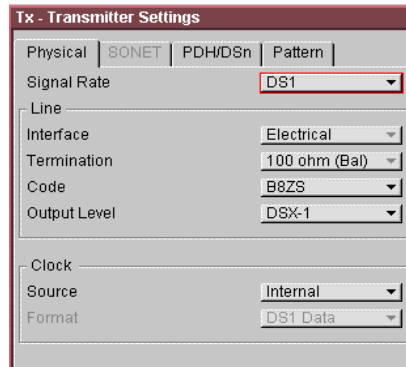 Tx - Transmitter Settings
Physical SONET PDH/DSn Pattern
Signal Rate DS1
Line
Interface Electrical
Termination 100 ohm (Bal)
Code B8ZS
Output Level DSX-1
Clock
Source Internal
Format DS1 Data